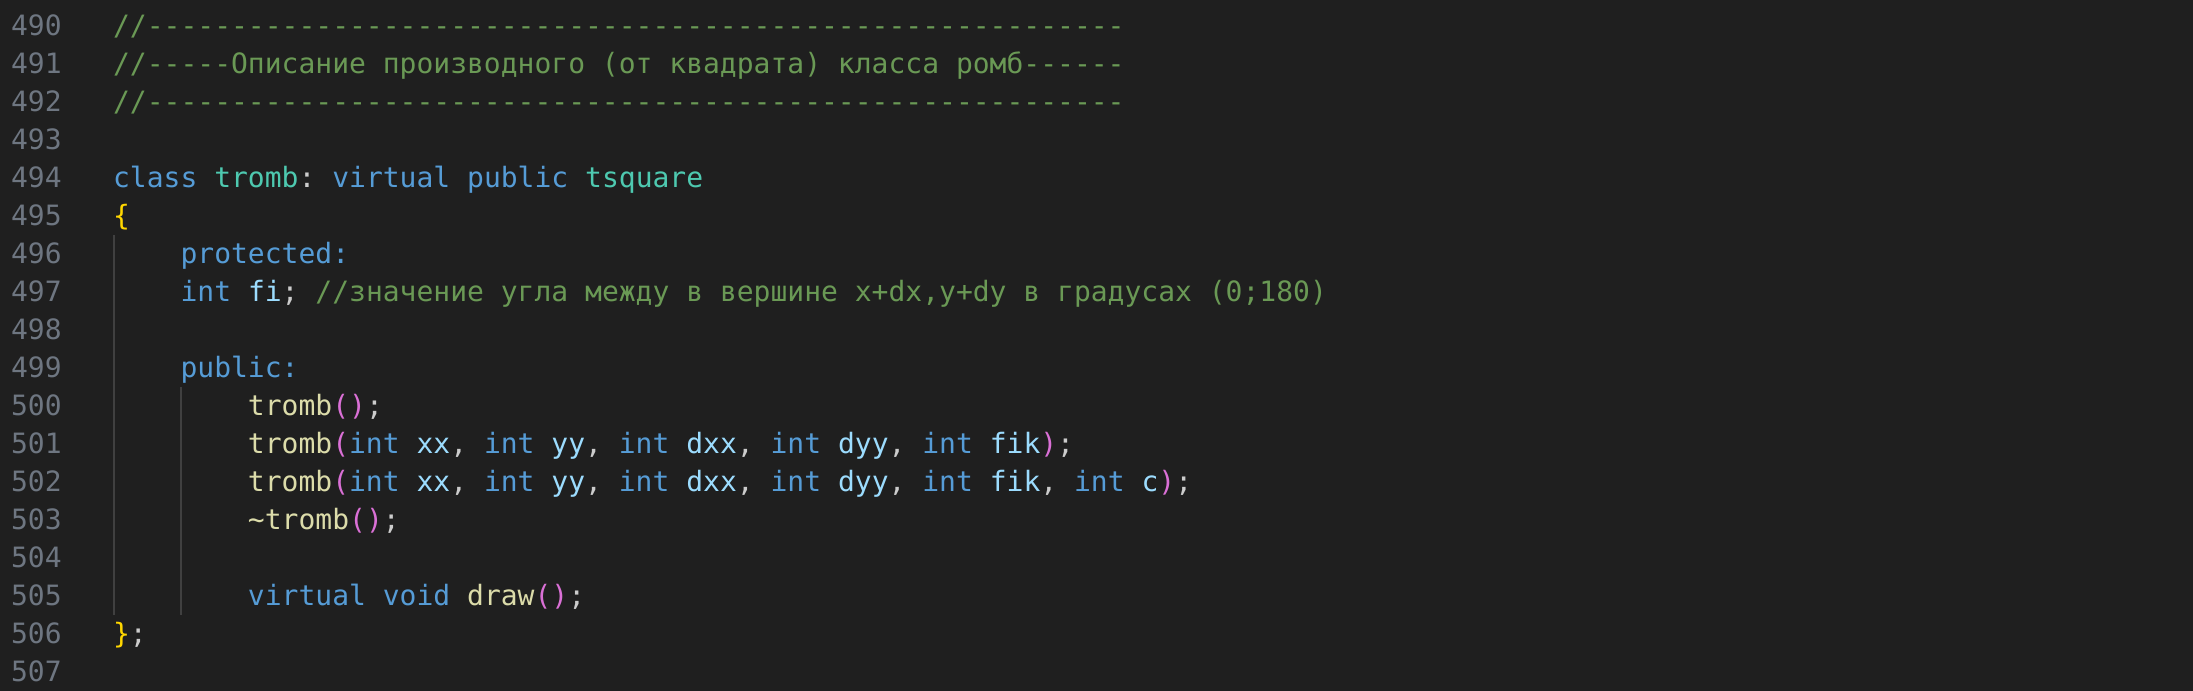 490 //----------------------------------------------------------
491 //-----Описание производного (от квадрата) класса ромб------
492 //----------------------------------------------------------
493
494 class tromb: virtual public tsquare
495 {
496     protected:
497     int fi; //значение угла между в вершине x+dx,y+dy в градусах (0;180)
498
499     public:
500         tromb();
501         tromb(int xx, int yy, int dxx, int dyy, int fik);
502         tromb(int xx, int yy, int dxx, int dyy, int fik, int c);
503         ~tromb();
504
505         virtual void draw();
506 };
507